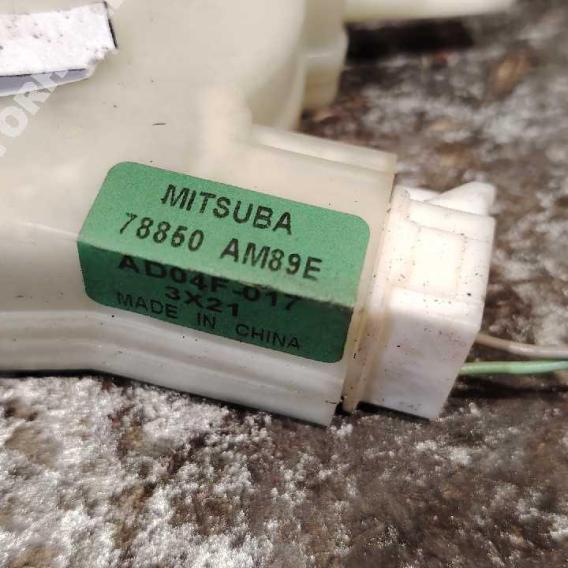 MITSUBA
78850 AM89E
AD04F-017
3X21
MADE IN CHINA